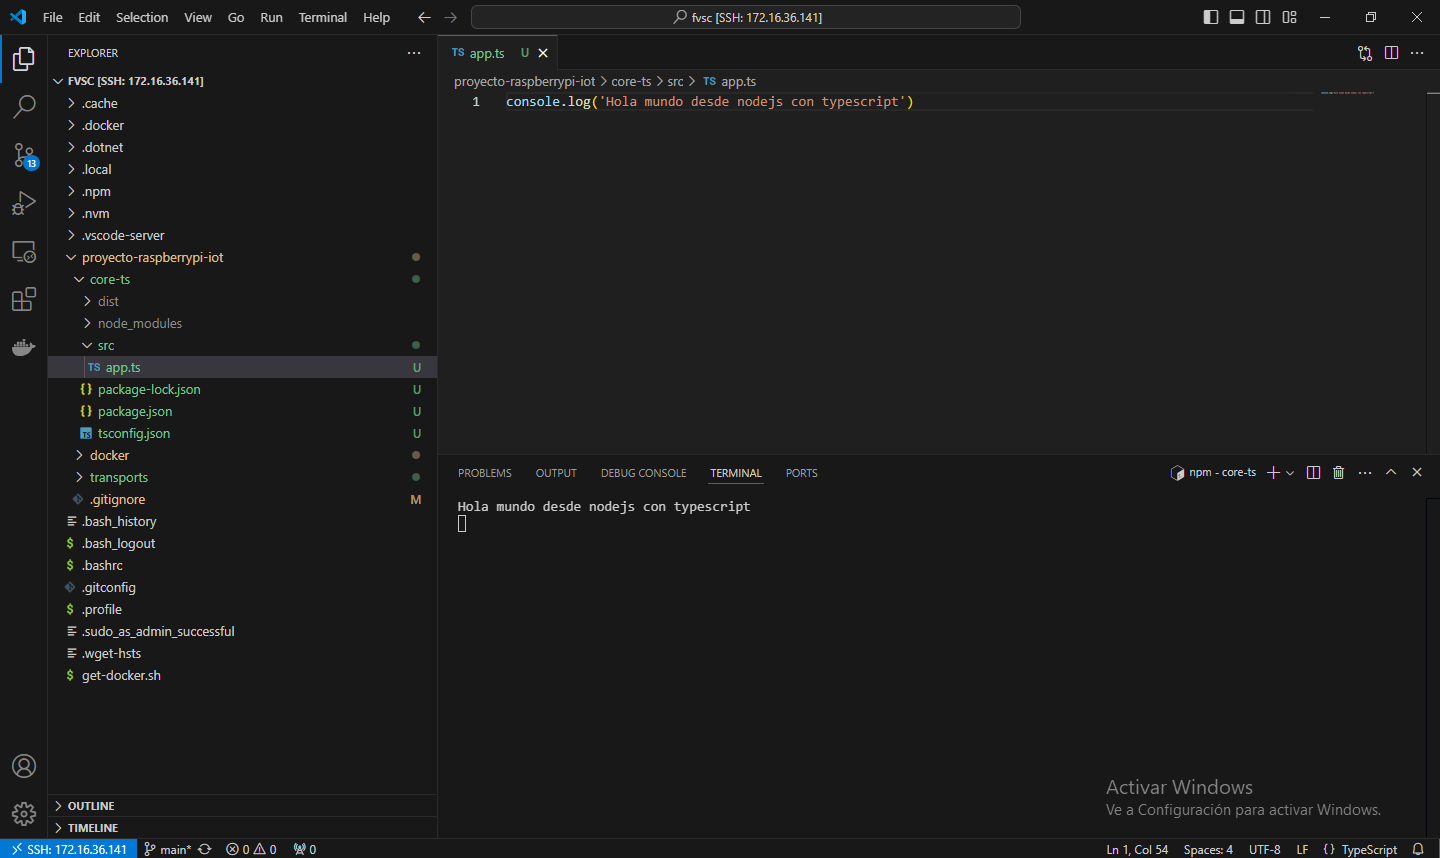 File Edit Selection View Go Run Terminal Help
fvsc [SSH: 172.16.36.141]
EXPLORER
FVSC [SSH: 172.16.36.141]
.cache
.docker
.dotnet
.local
.npm
.nvm
.vscode-server
proyecto-raspberrypi-iot
core-ts
dist
node_modules
src
TS app.ts U
{} package-lock.json U
{} package.json U
TS tsconfig.json U
docker
transports
.gitignore M
.bash_history
$ .bash_logout
$ .bashrc
.gitconfig
$ .profile
.sudo_as_admin_successful
.wget-hsts
$ get-docker.sh
OUTLINE
TIMELINE
13
TS app.ts U
proyecto-raspberrypi-iot > core-ts > src > TS app.ts
1 console.log('Hola mundo desde nodejs con typescript')
PROBLEMS OUTPUT DEBUG CONSOLE TERMINAL PORTS
npm - core-ts
Hola mundo desde nodejs con typescript
Activar Windows
Ve a Configuración para activar Windows.
SSH: 172.16.36.141 main* 0 0 0
Ln 1, Col 54 Spaces: 4 UTF-8 LF {} TypeScript